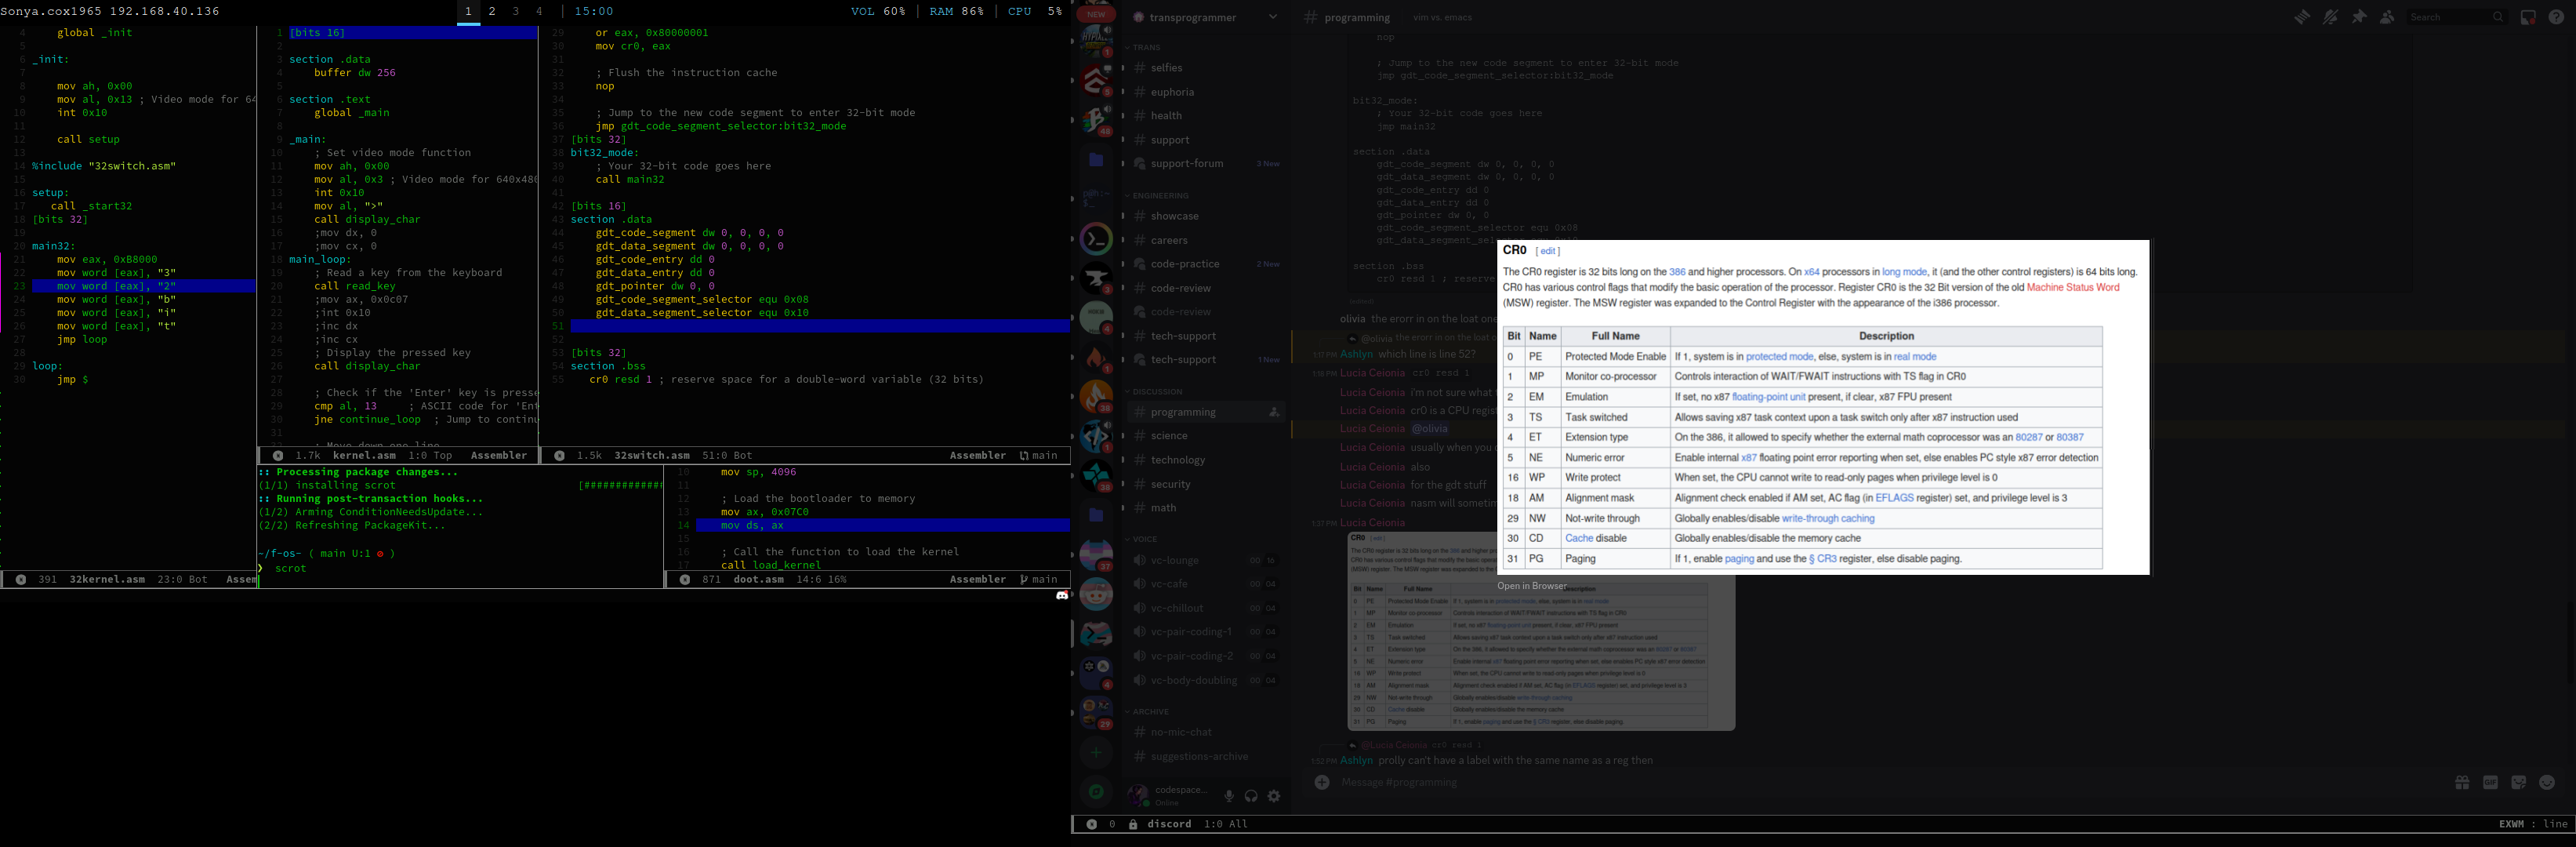 Sonya.cox1965 192.168.40.136
1 2 3 4 | 15:00
VOL 60% | RAM 86% | CPU 5%
4 global _init
5
6 _init:
7
8 mov ah, 0x00
9 mov al, 0x13 ; Video mode for 64
10 int 0x10
11
12 call setup
13
14 %include "32switch.asm"
15
16 setup:
17 call _start32
18 [bits 32]
19
20 main32:
21 mov eax, 0xB8000
22 mov word [eax], "3"
23 mov word [eax], "2"
24 mov word [eax], "b"
25 mov word [eax], "i"
26 mov word [eax], "t"
27 jmp loop
28
29 loop:
30 jmp $
391 32kernel.asm 23:0 Bot Assem
1 [bits 16]
2
3 section .data
4 buffer dw 256
5
6 section .text
7 global _main
8
9 _main:
10 ; Set video mode function
11 mov ah, 0x00
12 mov al, 0x3 ; Video mode for 640x480
13 int 0x10
14 mov al, ">"
15 call display_char
16 ;mov dx, 0
17 ;mov cx, 0
18 main_loop:
19 ; Read a key from the keyboard
20 call read_key
21 ;mov ax, 0x0c07
22 ;int 0x10
23 ;inc dx
24 ;inc cx
25 ; Display the pressed key
26 call display_char
27
28 ; Check if the 'Enter' key is presse
29 cmp al, 13 ; ASCII code for 'Ent
30 jne continue_loop ; Jump to continu
31
; Move down one line
1.7k kernel.asm 1:0 Top Assembler
29 or eax, 0x80000001
30 mov cr0, eax
31
32 ; Flush the instruction cache
33 nop
34
35 ; Jump to the new code segment to enter 32-bit mode
36 jmp gdt_code_segment_selector:bit32_mode
37 [bits 32]
38 bit32_mode:
39 ; Your 32-bit code goes here
40 call main32
41
42 [bits 16]
43 section .data
44 gdt_code_segment dw 0, 0, 0, 0
45 gdt_data_segment dw 0, 0, 0, 0
46 gdt_code_entry dd 0
47 gdt_data_entry dd 0
48 gdt_pointer dw 0, 0
49 gdt_code_segment_selector equ 0x08
50 gdt_data_segment_selector equ 0x10
51
52
53 [bits 32]
54 section .bss
55 cr0 resd 1 ; reserve space for a double-word variable (32 bits)
1.5k 32switch.asm 51:0 Bot Assembler main
:: Processing package changes...
(1/1) installing scrot [#############
:: Running post-transaction hooks...
(1/2) Arming ConditionNeedsUpdate...
(2/2) Refreshing PackageKit...
~/f-os- ( main U:1 )
❯ scrot
10 mov sp, 4096
11
12 ; Load the bootloader to memory
13 mov ax, 0x07C0
14 mov ds, ax
15
16 ; Call the function to load the kernel
17 call load_kernel
871 doot.asm 14:6 16% Assembler main
NEW
transprogrammer
TRANS
# selfies
# euphoria
# health
# support
support-forum 3 New
ENGINEERING
# showcase
# careers
code-practice 2 New
# code-review
code-review
# tech-support
tech-support 1 New
DISCUSSION
# programming
# science
# technology
# security
# math
VOICE
vc-lounge 00 16
vc-cafe 00 04
vc-chillout 00 04
vc-pair-coding-1 00 04
vc-pair-coding-2 00 04
vc-body-doubling 00 04
ARCHIVE
# no-mic-chat
# suggestions-archive
codespace...
Online
# programming vim vs. emacs
Search
nop
; Jump to the new code segment to enter 32-bit mode
jmp gdt_code_segment_selector:bit32_mode
bit32_mode:
; Your 32-bit code goes here
jmp main32
section .data
gdt_code_segment dw 0, 0, 0, 0
gdt_data_segment dw 0, 0, 0, 0
gdt_code_entry dd 0
gdt_data_entry dd 0
gdt_pointer dw 0, 0
gdt_code_segment_selector equ 0x08
section .bss
cr0 resd 1 ; reserve
olivia the erorr in on the loat one
@olivia the erorr in on the loat one
1:17 PM Ashlyn which line is line 52?
1:18 PM Lucia Ceionia cr0 resd 1
Lucia Ceionia i'm not sure what
Lucia Ceionia cr0 is a CPU regist
Lucia Ceionia @olivia
Lucia Ceionia usually when you
Lucia Ceionia also
Lucia Ceionia for the gdt stuff
Lucia Ceionia nasm will sometim
1:37 PM Lucia Ceionia
CR0 [ edit ]
The CR0 register is 32 bits long on the 386 and higher processors. On x64 processors in long mode, it (and the other control registers) is 64 bits long.
CR0 has various control flags that modify the basic operation of the processor. Register CR0 is the 32 Bit version of the old Machine Status Word
(MSW) register. The MSW register was expanded to the Control Register with the appearance of the i386 processor.
Bit Name Full Name Description
0 PE Protected Mode Enable If 1, system is in protected mode, else, system is in real mode
1 MP Monitor co-processor Controls interaction of WAIT/FWAIT instructions with TS flag in CR0
2 EM Emulation If set, no x87 floating-point unit present, if clear, x87 FPU present
3 TS Task switched Allows saving x87 task context upon a task switch only after x87 instruction used
4 ET Extension type On the 386, it allowed to specify whether the external math coprocessor was an 80287 or 80387
5 NE Numeric error Enable internal x87 floating point error reporting when set, else enables PC style x87 error detection
16 WP Write protect When set, the CPU cannot write to read-only pages when privilege level is 0
18 AM Alignment mask Alignment check enabled if AM set, AC flag (in EFLAGS register) set, and privilege level is 3
29 NW Not-write through Globally enables/disable write-through caching
30 CD Cache disable Globally enables/disable the memory cache
31 PG Paging If 1, enable paging and use the § CR3 register, else disable paging.
Open in Browser
@Lucia Ceionia cr0 resd 1
1:52 PM Ashlyn prolly can't have a label with the same name as a reg then
Message #programming
0 discord 1:0 All
EXWM : line